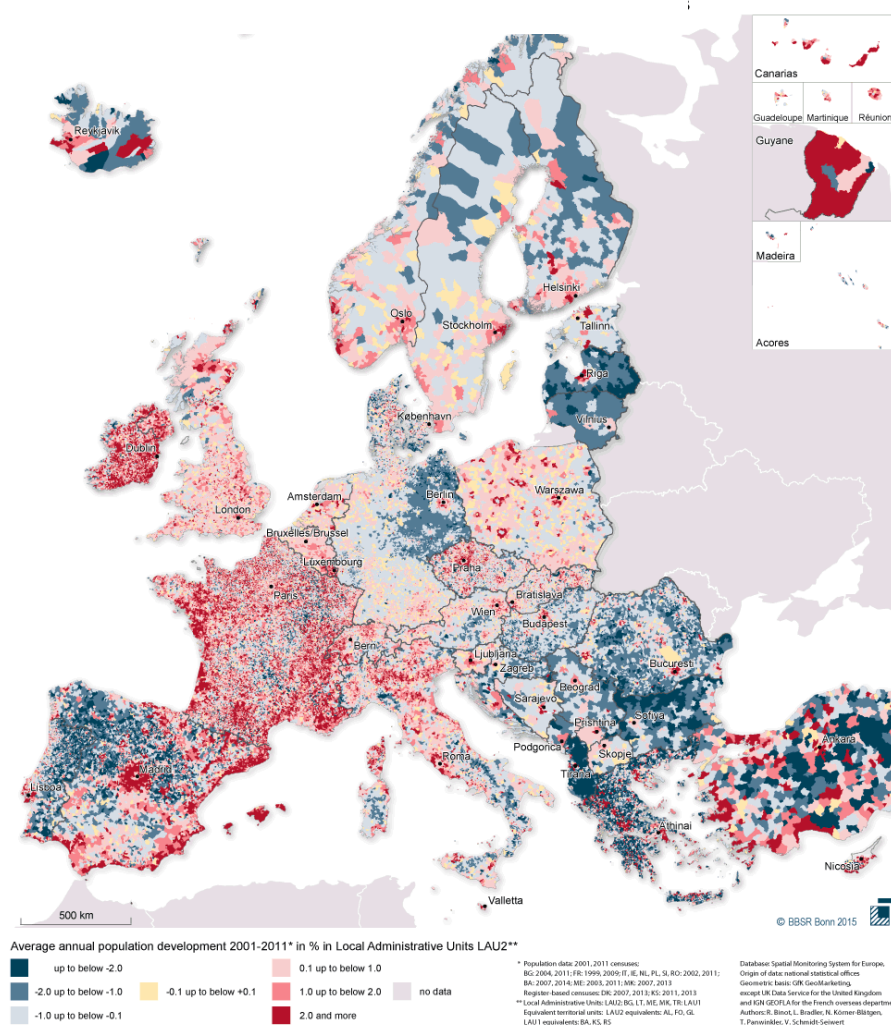 Canarias
Guadeloupe
Martinique
Réunion
Guyane
Madeira
Acores
Reykjavík
Oslo
Helsinki
Stockholm
Tallinn
Riga
Vilnius
København
Dublin
London
Amsterdam
Berlin
Warszawa
Bruxelles/Brussel
Luxembourg
Praha
Paris
Bratislava
Wien
Budapest
Bern
Ljubljana
Zagreb
Bucuresti
Sarajevo
Beograd
Prishtina
Sofiya
Podgorica
Skopje
Ankara
Roma
Tirana
Madrid
Lisboa
Athinai
Nicosia
Valletta
500 km
© BBSR Bonn 2015
Average annual population development 2001-2011* in % in Local Administrative Units LAU2**
up to below -2.0
-2.0 up to below -1.0
-1.0 up to below -0.1
-0.1 up to below +0.1
0.1 up to below 1.0
1.0 up to below 2.0
2.0 and more
no data
* Population data: 2001, 2011 censuses;
BG: 2004, 2011; FR: 1999, 2009; IT, IE, NL, PL, SI, RO: 2002, 2011;
BA: 2007, 2014; ME: 2003, 2011; MK: 2007, 2013
Register-based censuses: DK: 2007, 2013; KS: 2011, 2013
** Local Administrative Units: LAU2; BG, LT, ME, MK, TR: LAU1
Equivalent territorial units: LAU2 equivalents: AL, FO, GL
LAU1 equivalents: BA, KS, RS
Database: Spatial Monitoring System for Europe,
Origin of data: national statistical offices
Geometric basis: GfK GeoMarketing,
except UK Data Service for the United Kingdom
and IGN GEOFLA for the French overseas departme
Authors: R. Binot, L. Bradler, N. Körner-Blätgen,
T. Panwinkler, V. Schmidt-Seiwert